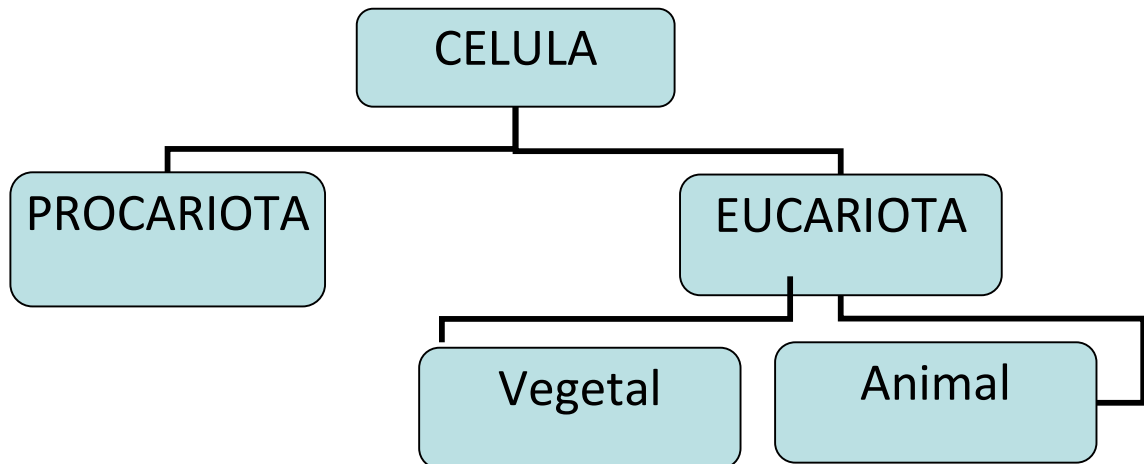 CELULA
PROCARIOTA
EUCARIOTA
Vegetal
Animal